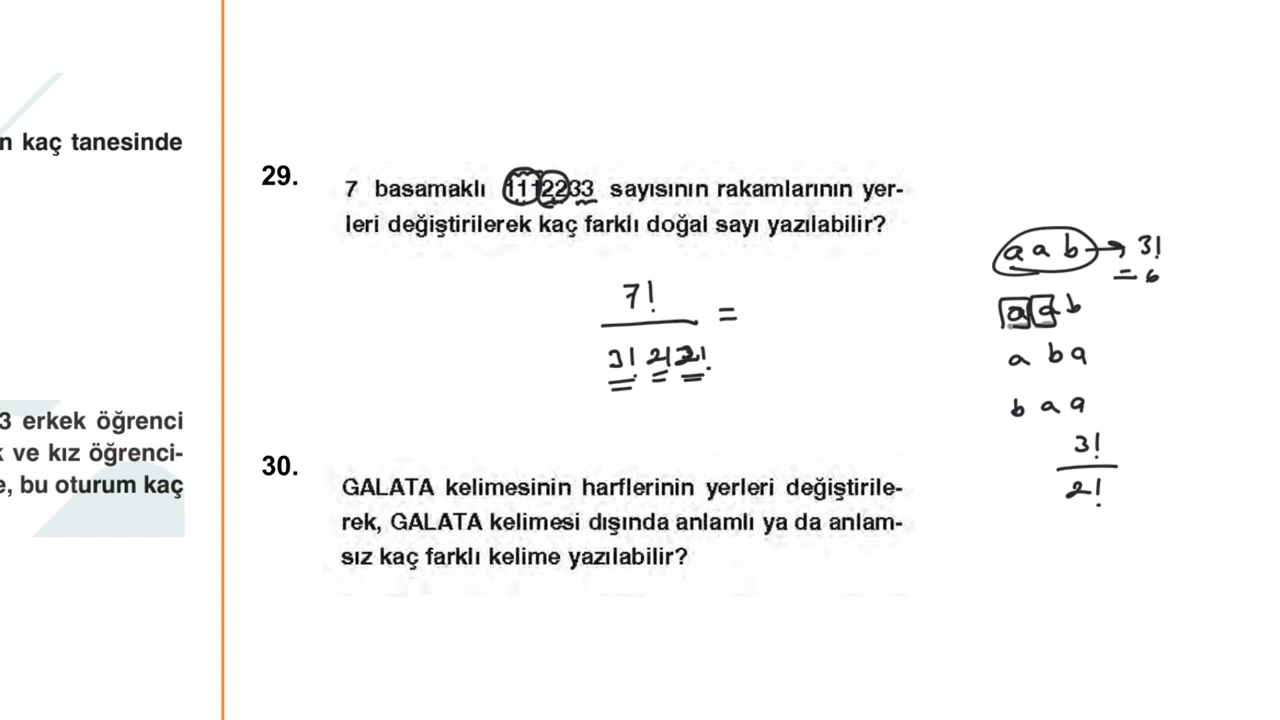 n kaç tanesinde
3 erkek öğrenci
k ve kız öğrenci-
e, bu oturum kaç
29.
7 basamaklı 1112233 sayısının rakamlarının yer-
leri değiştirilerek kaç farklı doğal sayı yazılabilir?
7!
=
3! 2! 2!
30.
GALATA kelimesinin harflerinin yerleri değiştirile-
rek, GALATA kelimesi dışında anlamlı ya da anlam-
sız kaç farklı kelime yazılabilir?
a a b → 3!
= 6
a a b
a b a
b a a
3!
2!